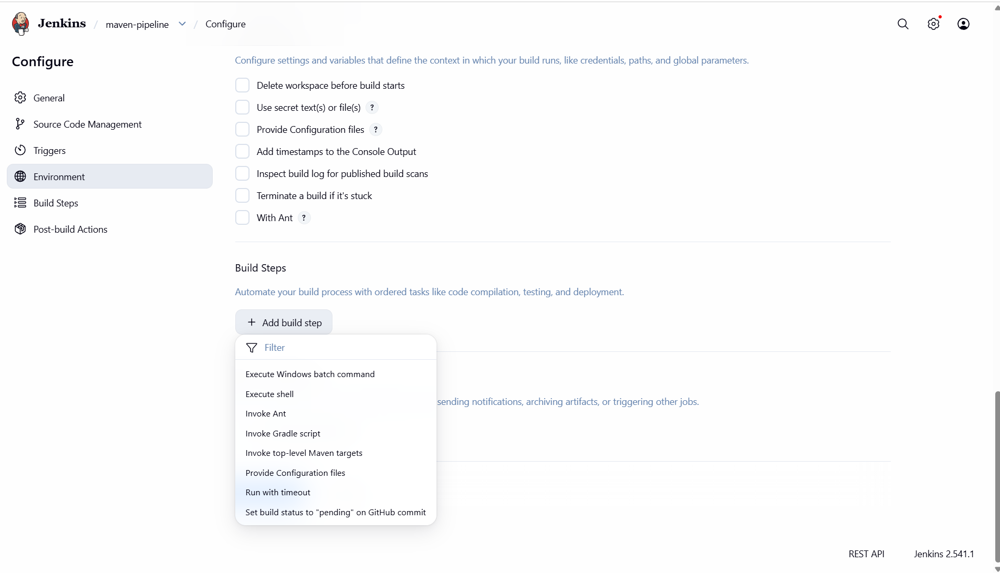 Jenkins / maven-pipeline / Configure
Configure
General
Source Code Management
Triggers
Environment
Build Steps
Post-build Actions
Configure settings and variables that define the context in which your build runs, like credentials, paths, and global parameters.
Delete workspace before build starts
Use secret text(s) or file(s) ?
Provide Configuration files ?
Add timestamps to the Console Output
Inspect build log for published build scans
Terminate a build if it's stuck
With Ant ?
Build Steps
Automate your build process with ordered tasks like code compilation, testing, and deployment.
+ Add build step
Filter
Execute Windows batch command
Execute shell
sending notifications, archiving artifacts, or triggering other jobs.
Invoke Ant
Invoke Gradle script
Invoke top-level Maven targets
Provide Configuration files
Run with timeout
Set build status to "pending" on GitHub commit
REST API
Jenkins 2.541.1